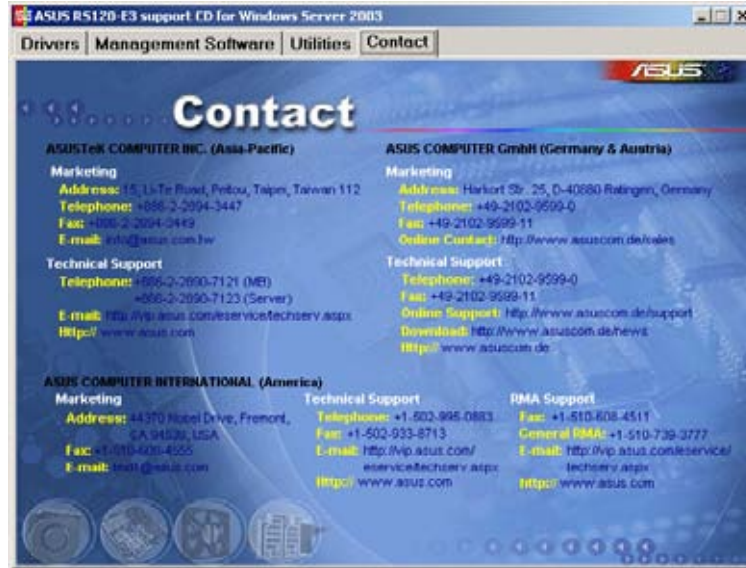 ASUS RS120-E3 support CD for Windows Server 2003
Drivers
Management Software
Utilities
Contact
ASUS
Contact
ASUSTeK COMPUTER INC. (Asia-Pacific)
Marketing
Address: 15, Li-Te Road, Peitou, Taipei, Taiwan 112
Telephone: +886-2-2894-3447
Fax: +886-2-2894-3449
E-mail: info@asus.com.tw
Technical Support
Telephone: +886-2-2890-7121 (MB)
+886-2-2890-7123 (Server)
E-mail: http://vip.asus.com/eservice/techserv.aspx
Http:// www.asus.com
ASUS COMPUTER GmbH (Germany & Austria)
Marketing
Address: Harkort Str. 25, D-40880 Ratingen, Germany
Telephone: +49-2102-9599-0
Fax: +49-2102-9599-11
Online Contact: http://www.asuscom.de/sales
Technical Support
Telephone: +49-2102-9599-0
Fax: +49-2102-9599-11
Online Support: http://www.asuscom.de/support
Download: http://www.asuscom.de/news
Http:// www.asuscom.de
ASUS COMPUTER INTERNATIONAL (America)
Marketing
Address: 44370 Nobel Drive, Fremont,
CA 94538, USA
Fax: +1-510-608-4555
E-mail:
Technical Support
Telephone: +1-502-995-0883
Fax: +1-502-933-8713
E-mail: http://vip.asus.com/
eservice/techserv.aspx
Http:// www.asus.com
RMA Support
Fax: +1-510-608-4511
General RMA: +1-510-739-3777
E-mail: http://vip.asus.com/eservice/
techserv.aspx
Http:// www.asus.com